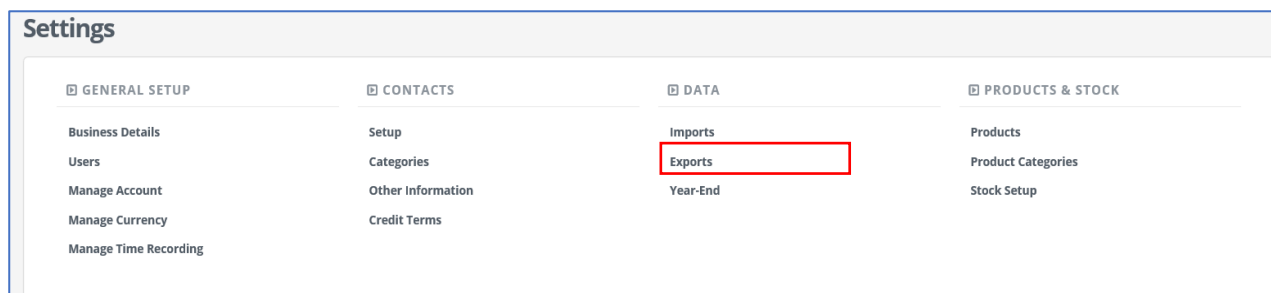 Settings
GENERAL SETUP
Business Details
Users
Manage Account
Manage Currency
Manage Time Recording
CONTACTS
Setup
Categories
Other Information
Credit Terms
DATA
Imports
Exports
Year-End
PRODUCTS & STOCK
Products
Product Categories
Stock Setup